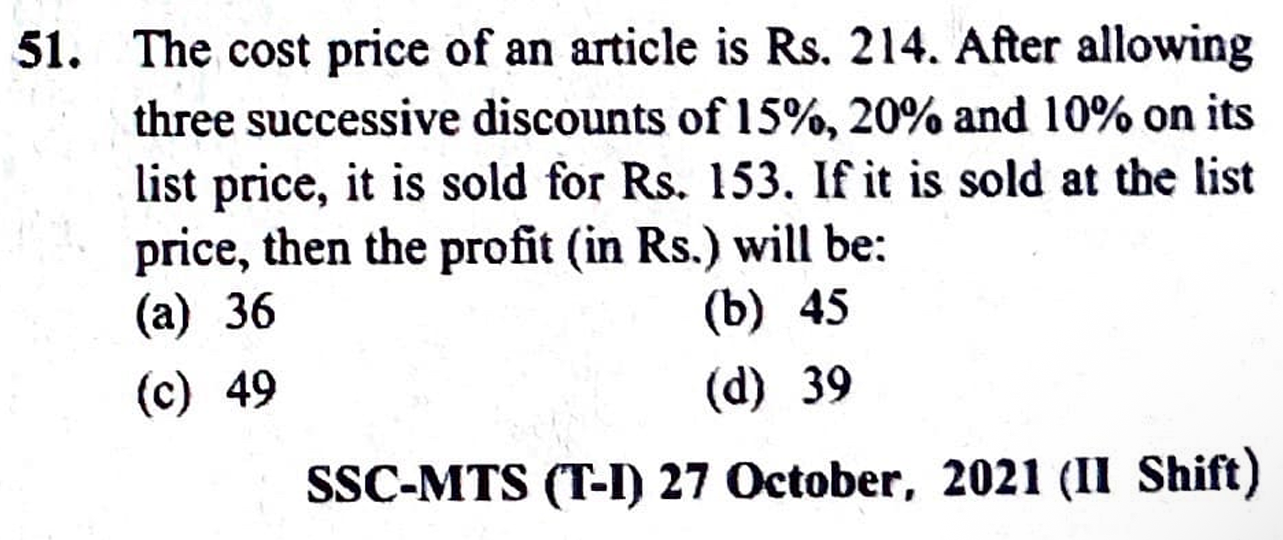 51. The cost price of an article is Rs. 214. After allowing
three successive discounts of 15%, 20% and 10% on its
list price, it is sold for Rs. 153. If it is sold at the list
price, then the profit (in Rs.) will be:
(a) 36 (b) 45
(c) 49 (d) 39
SSC-MTS (T-I) 27 October, 2021 (II Shift)